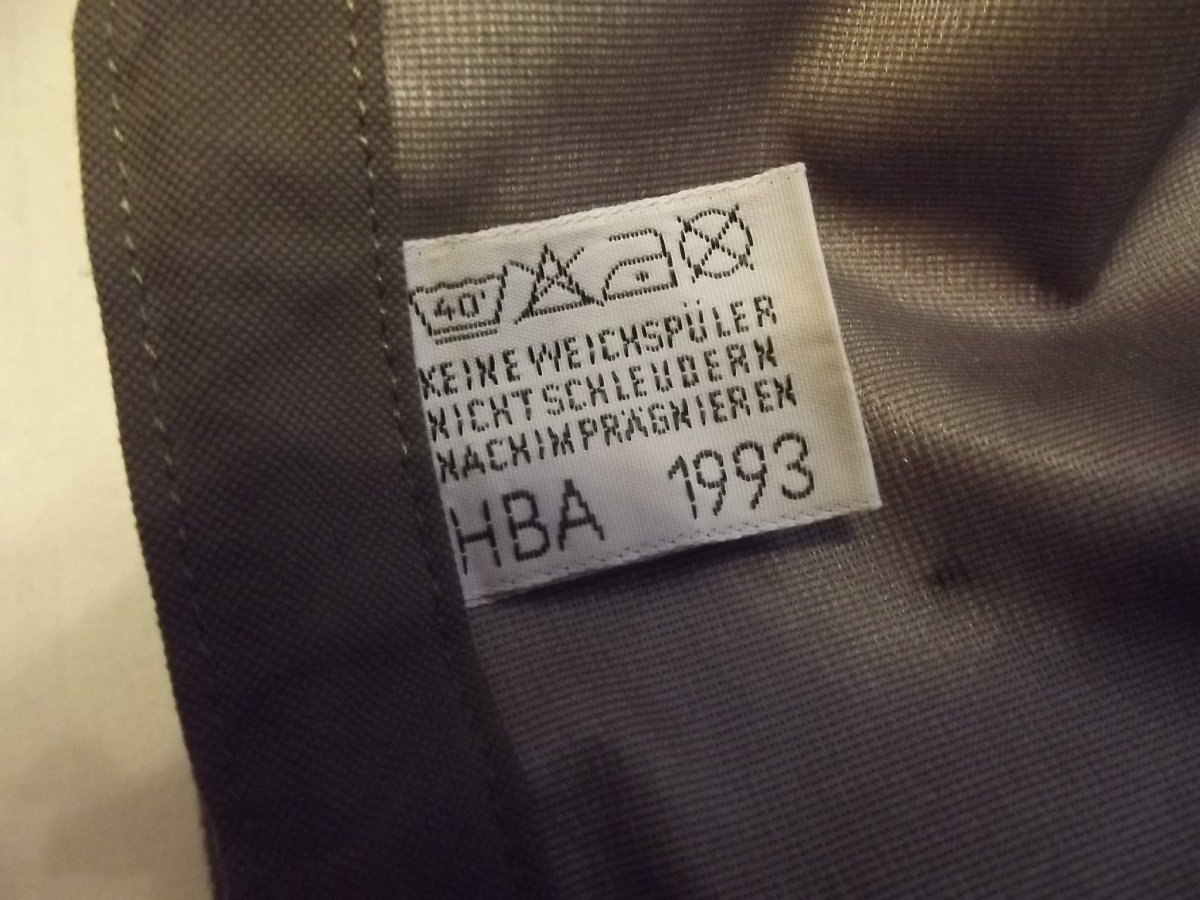 40°
KEINE WEICHSPÜLER
NICHT SCHLEUDERN
NACHIMPRÄGNIEREN
HBA 1993